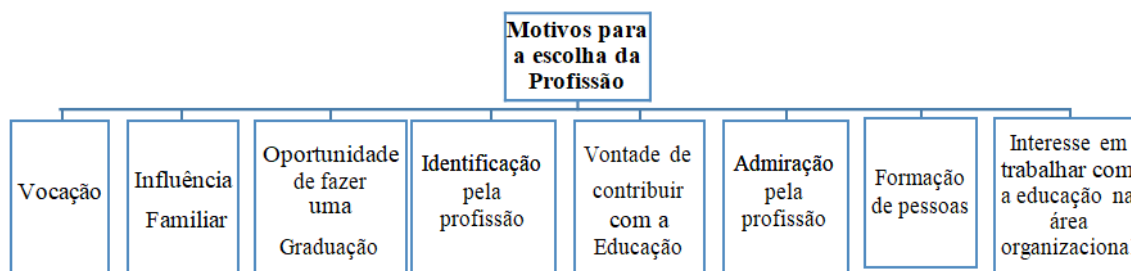 Motivos para
a escolha da
Profissão
Vocação
Influência
Familiar
Oportunidade
de fazer
uma
Graduação
Identificação
pela
profissão
Vontade de
contribuir
com a
Educação
Admiração
pela
profissão
Formação
de pessoas
Interesse em
trabalhar com
a educação na
área
organizaciona